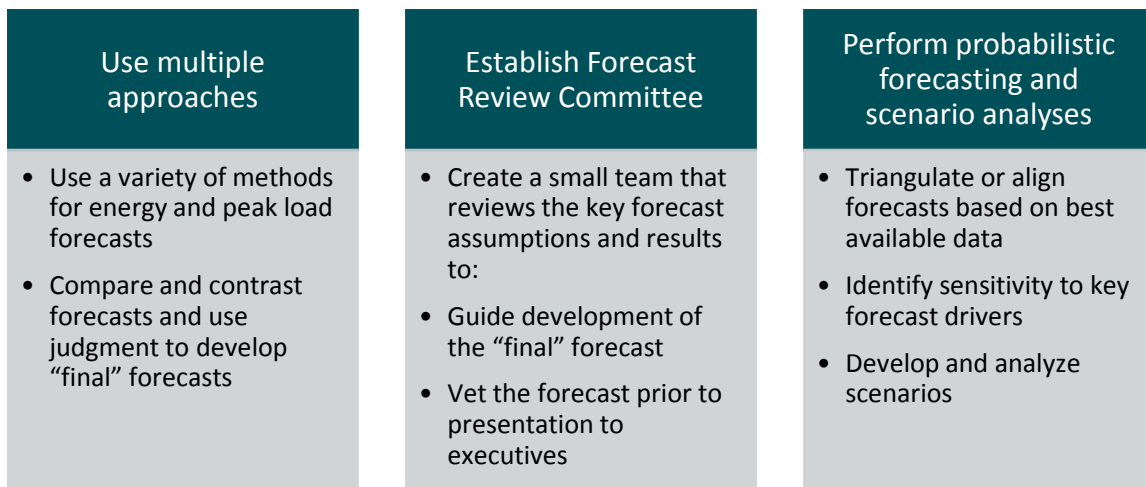 Use multiple
approaches
• Use a variety of methods
for energy and peak load
forecasts
• Compare and contrast
forecasts and use
judgment to develop
“final” forecasts
Establish Forecast
Review Committee
• Create a small team that
reviews the key forecast
assumptions and results
to:
• Guide development of
the “final” forecast
• Vet the forecast prior to
presentation to
executives
Perform probabilistic
forecasting and
scenario analyses
• Triangulate or align
forecasts based on best
available data
• Identify sensitivity to key
forecast drivers
• Develop and analyze
scenarios